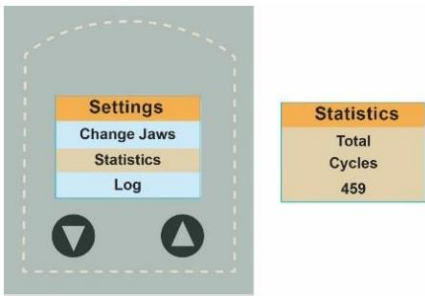 Settings
Change Jaws
Statistics
Log
Statistics
Total
Cycles
459